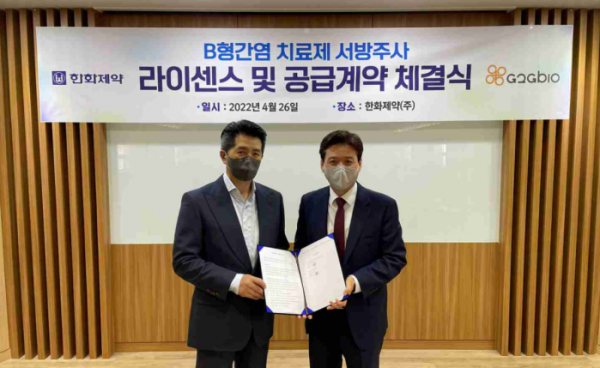 B형간염 치료제 서방주사
한화제약
라이센스 및 공급계약 체결식
G2GBIO
•일시 : 2022년 4월 26일
•장소 : 한화제약(주)